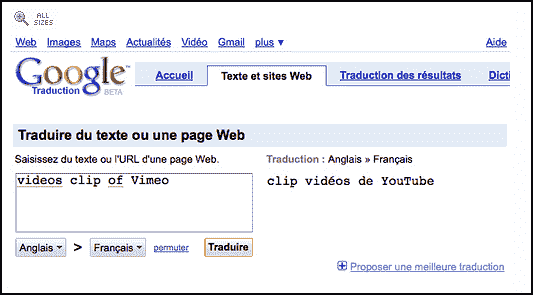 ALL
SIZES
Web Images Maps Actualités Vidéo Gmail plus ▼ Aide
Google
Traduction BETA
Accueil Texte et sites Web Traduction des résultats Dicti
Traduire du texte ou une page Web
Saisissez du texte ou l'URL d'une page Web. Traduction : Anglais » Français
videos clip of Vimeo clip vidéos de YouTube
Anglais > Français permuter Traduire
Proposer une meilleure traduction